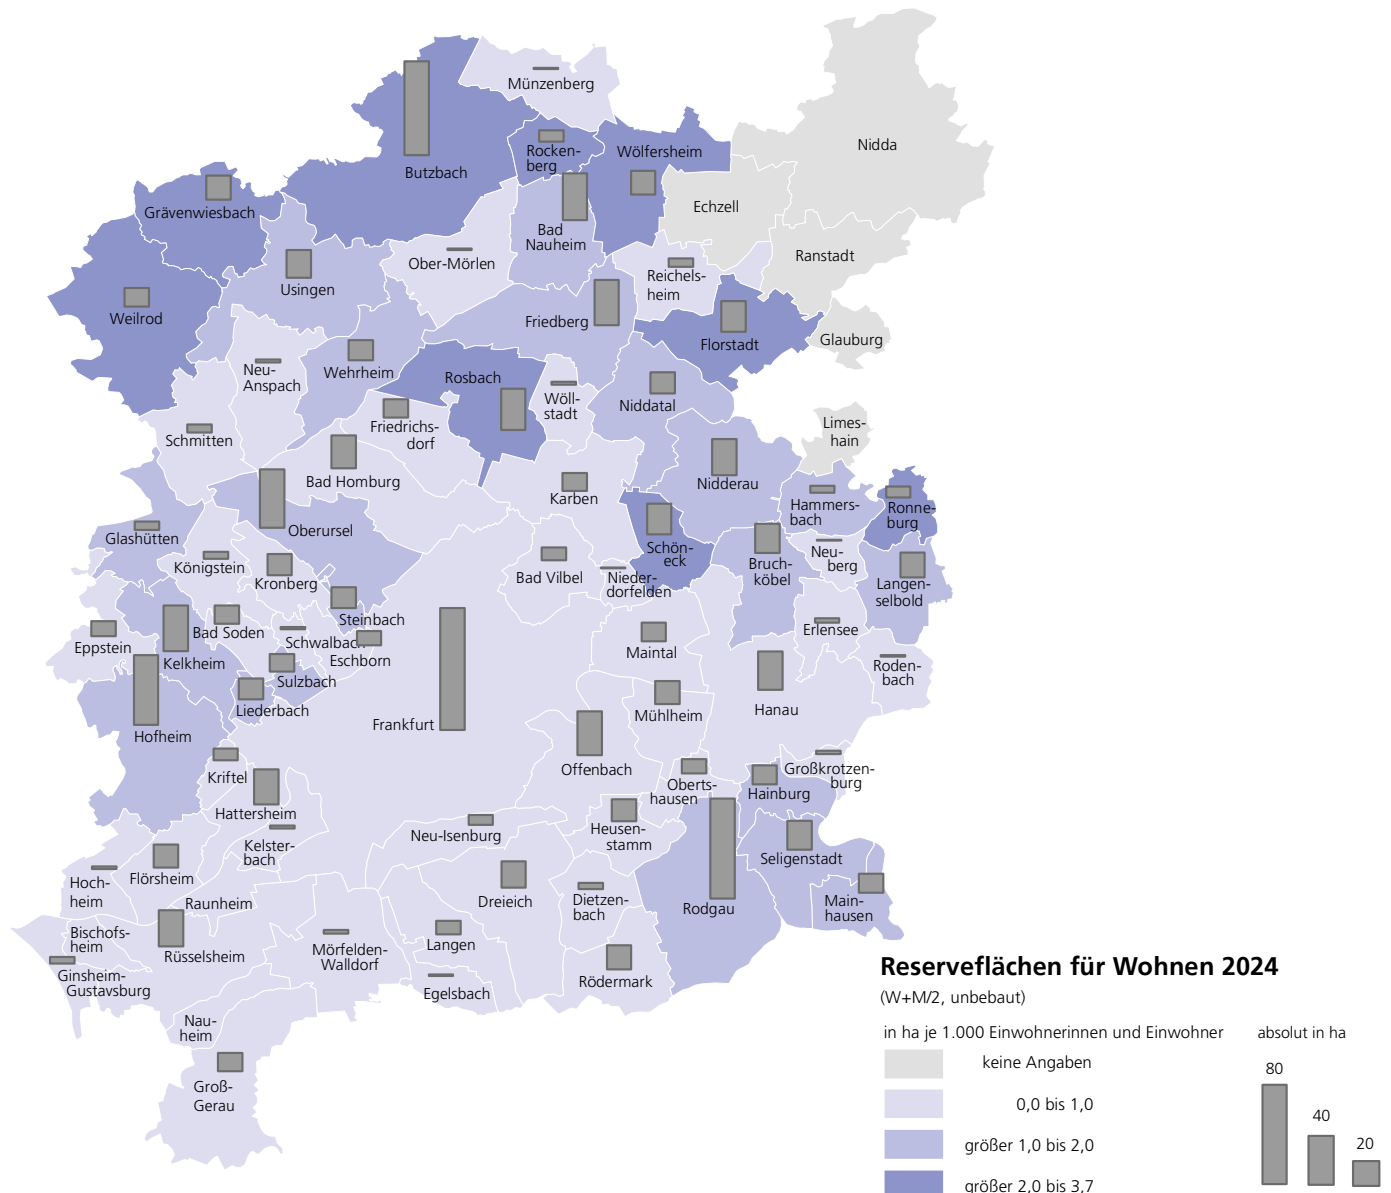 Münzenberg
Nidda
Butzbach
Rocken-
berg
Wölfersheim
Echzell
Grävenwiesbach
Bad
Nauheim
Ober-Mörlen
Ranstadt
Reichels-
heim
Usingen
Weilrod
Friedberg
Florstadt
Glauburg
Neu-
Anspach
Wehrheim
Rosbach
Wöll-
stadt
Niddatal
Limes-
hain
Schmitten
Friedrichs-
dorf
Bad Homburg
Karben
Nidderau
Hammers-
bach
Ronne-
burg
Glashütten
Oberursel
Schön-
eck
Bruch-
köbel
Neu-
berg
Langen-
selbold
Königstein
Kronberg
Bad Vilbel
Nieder-
dorfelden
Steinbach
Bad Soden
Schwalbach
Eschborn
Eppstein
Kelkheim
Sulzbach
Liederbach
Maintal
Erlensee
Roden-
bach
Hofheim
Frankfurt
Mühlheim
Hanau
Kriftel
Offenbach
Oberts-
hausen
Großkrotzen-
burg
Hainburg
Hattersheim
Kelster-
bach
Neu-Isenburg
Heusen-
stamm
Seligenstadt
Hoch-
heim
Flörsheim
Raunheim
Dreieich
Dietzen-
bach
Rodgau
Main-
hausen
Bischofs-
heim
Rüsselsheim
Mörfelden-
Walldorf
Langen
Ginsheim-
Gustavsburg
Egelsbach
Rödermark
Nau-
heim
Groß-
Gerau
Reserveflächen für Wohnen 2024
(W+M/2, unbebaut)
in ha je 1.000 Einwohnerinnen und Einwohner
keine Angaben
0,0 bis 1,0
größer 1,0 bis 2,0
größer 2,0 bis 3,7
absolut in ha
80
40
20